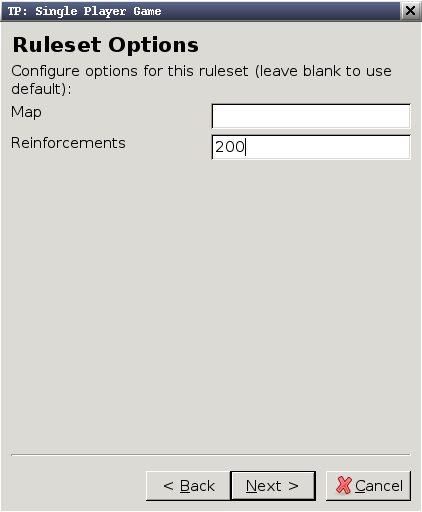 TP: Single Player Game
Ruleset Options
Configure options for this ruleset (leave blank to use
default):
Map
Reinforcements 200
< Back Next > Cancel